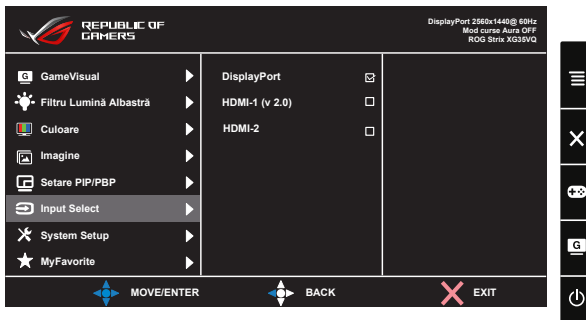 REPUBLIC OF
GAMERS
DisplayPort 2560x1440@ 60Hz
Mod curse Aura OFF
ROG Strix XG35VQ
G GameVisual
Filtru Lumină Albastră
Culoare
Imagine
Setare PIP/PBP
Input Select
System Setup
MyFavorite
DisplayPort
HDMI-1 (v 2.0)
HDMI-2
MOVE/ENTER
BACK
EXIT
G